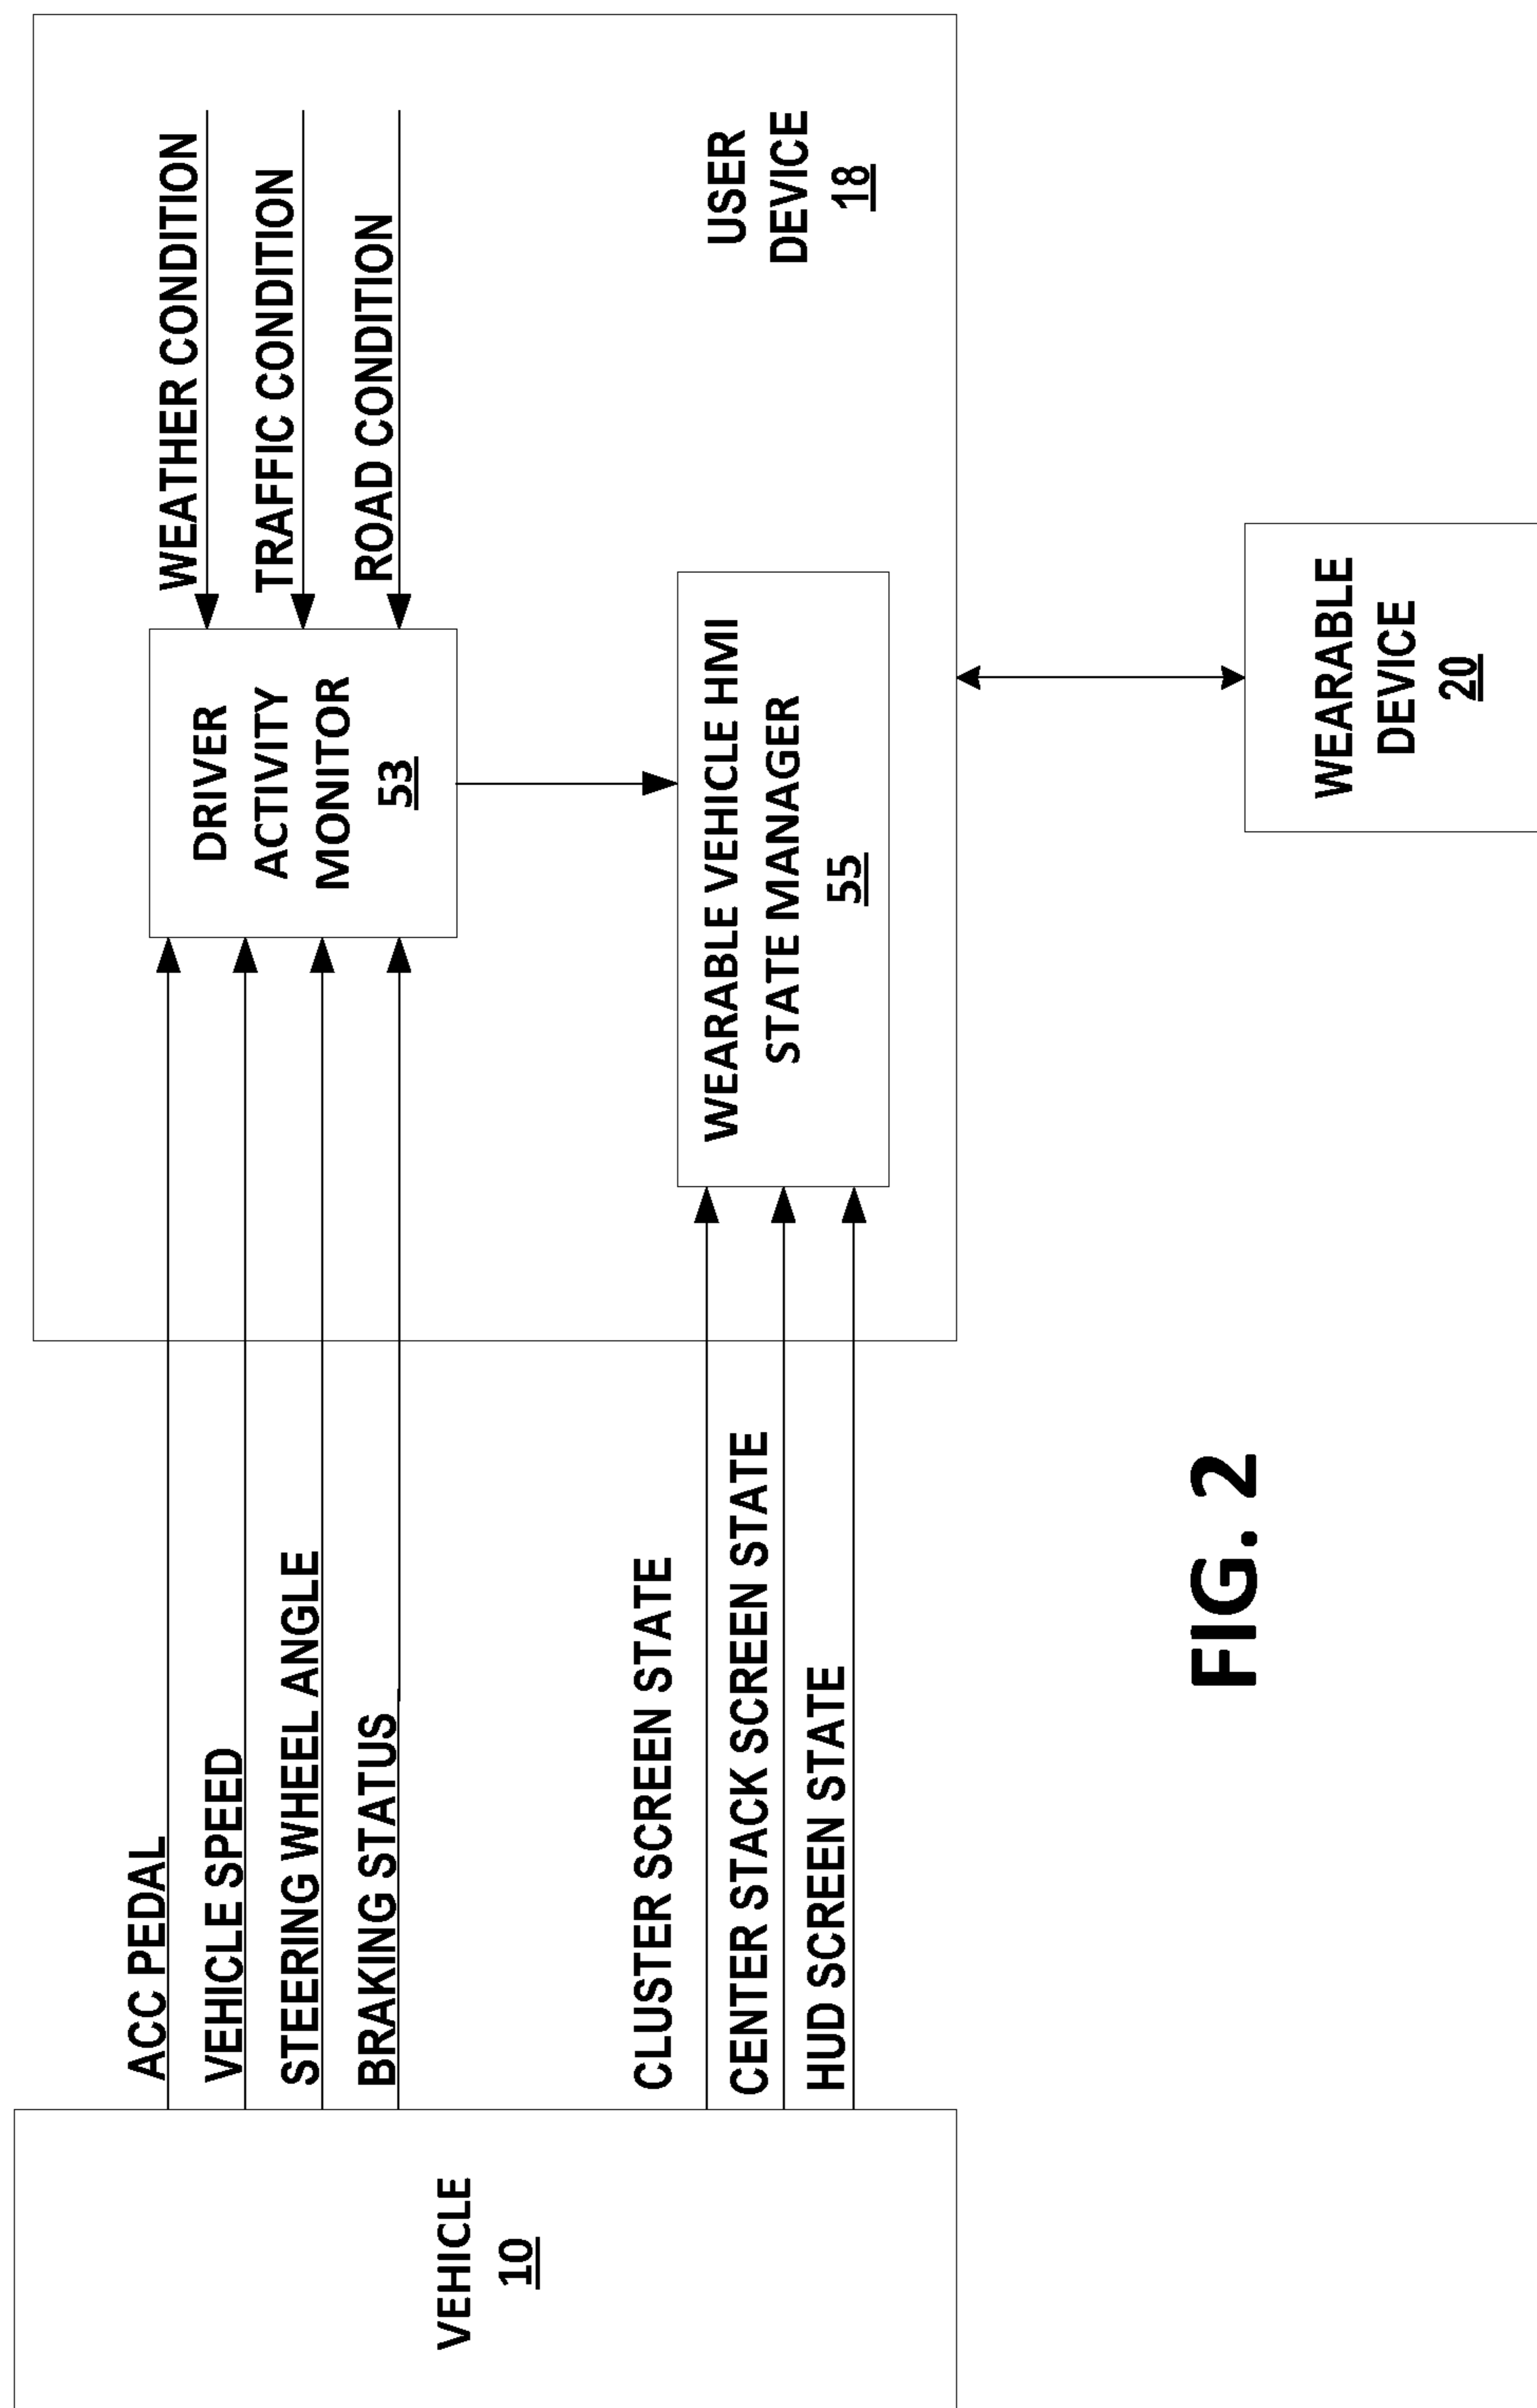 VEHICLE
10
ACC PEDAL
VEHICLE SPEED
STEERING WHEEL ANGLE
BRAKING STATUS
CLUSTER SCREEN STATE
CENTER STACK SCREEN STATE
HUD SCREEN STATE
DRIVER
ACTIVITY
MONITOR
53
WEATHER CONDITION
TRAFFIC CONDITION
ROAD CONDITION
WEARABLE VEHICLE HMI
STATE MANAGER
55
USER
DEVICE
18
WEARABLE
DEVICE
20
FIG. 2